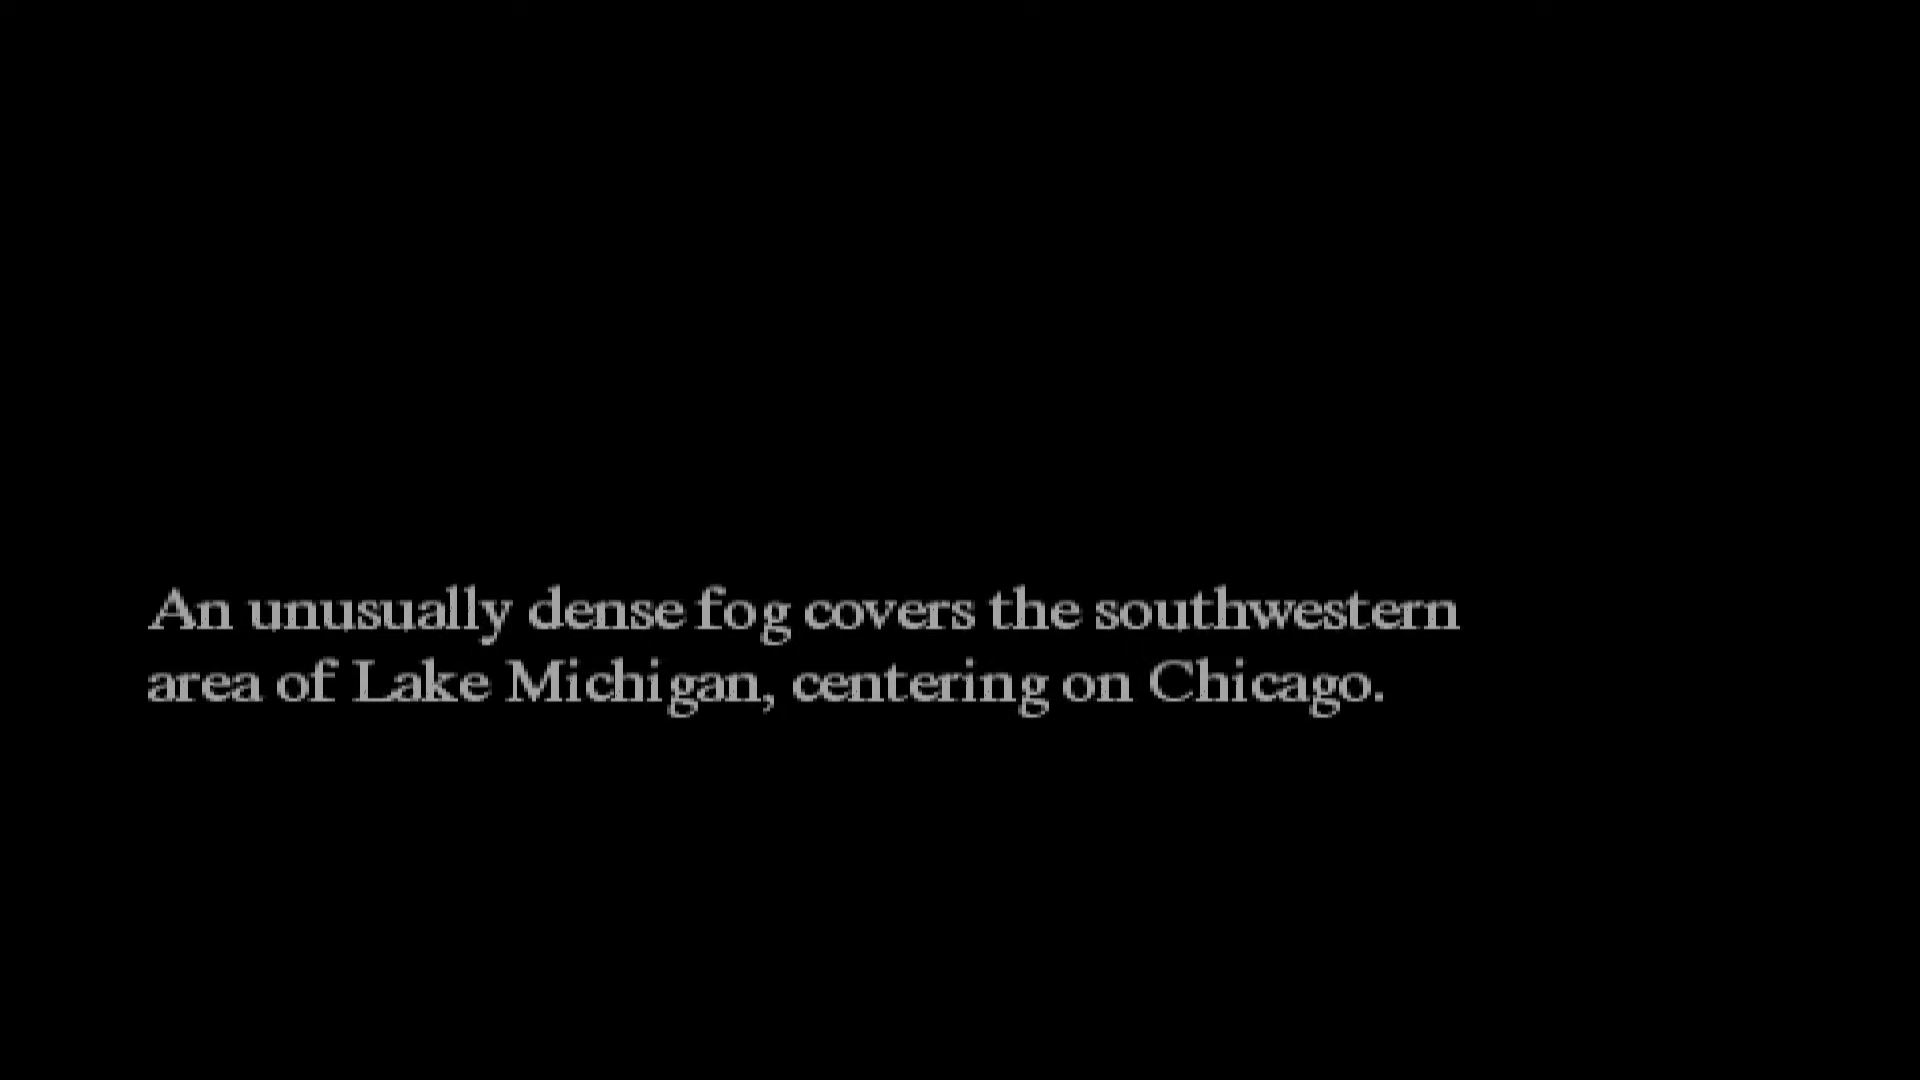 An unusually dense fog covers the southwestern
area of Lake Michigan, centering on Chicago.